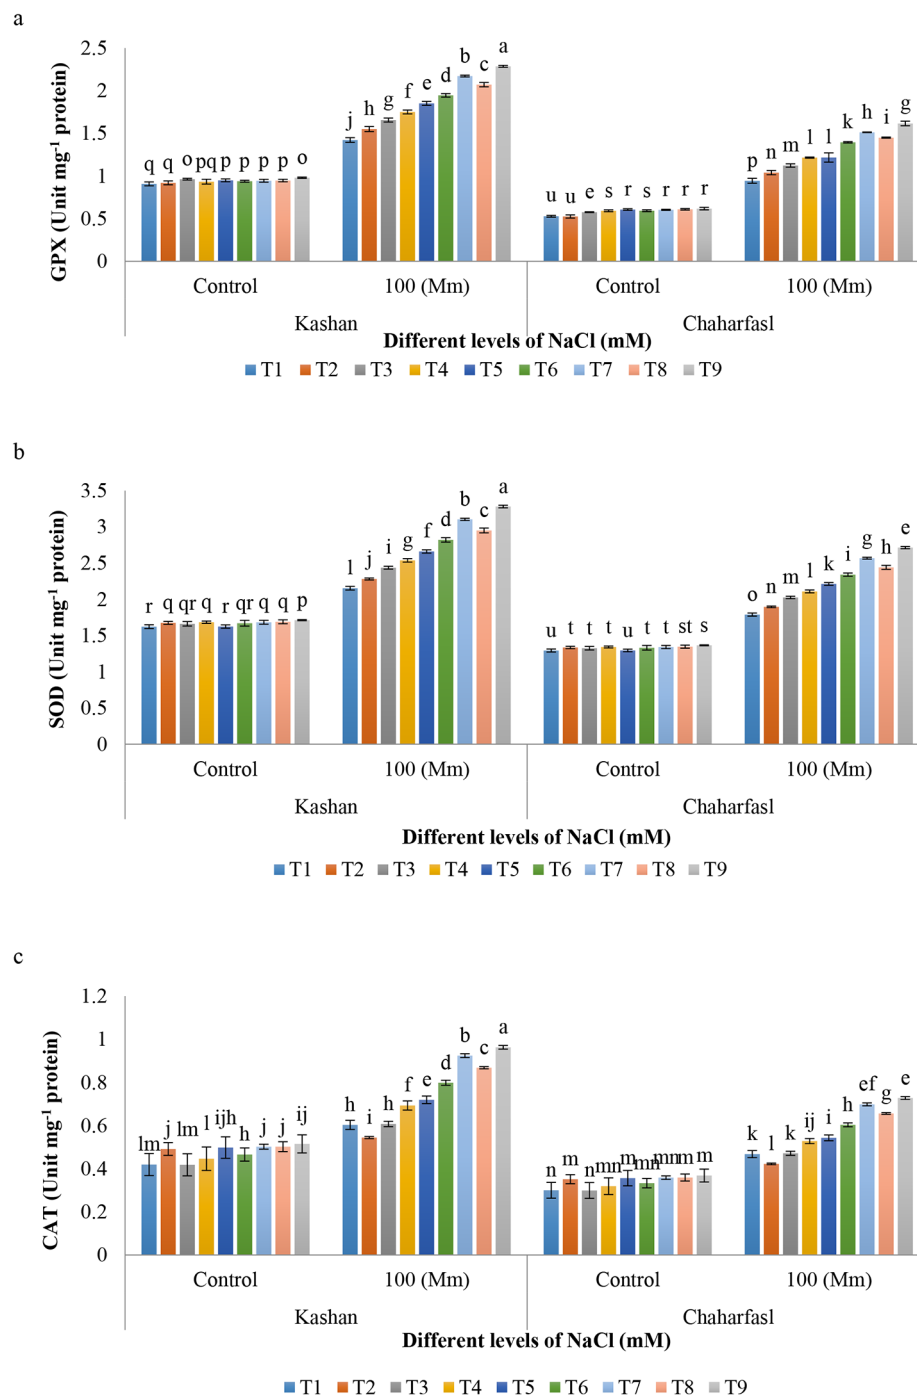 a
GPX (Unit mg-1 protein)
2.5
2
1.5
1
0.5
0
q q o pq p p p p o
j h g f e d b c a
u u e s r s r r r
p n m l l k h i g
Control 100 (Mm) Control 100 (Mm)
Kashan Chaharfasl
Different levels of NaCl (mM)
T1 T2 T3 T4 T5 T6 T7 T8 T9
b
SOD (Unit mg-1 protein)
3.5
3
2.5
2
1.5
1
0.5
0
r q qr q r qr q q p
l j i g f d b c a
u t t t u t t st s
o n m l k i g h e
Control 100 (Mm) Control 100 (Mm)
Kashan Chaharfasl
Different levels of NaCl (mM)
T1 T2 T3 T4 T5 T6 T7 T8 T9
c
CAT (Unit mg-1 protein)
1.2
1
0.8
0.6
0.4
0.2
0
lm j lm l ijh h j j ij
h i h f e d b c a
n m n mn m mn mn m m
k l k ij i h ef g e
Control 100 (Mm) Control 100 (Mm)
Kashan Chaharfasl
Different levels of NaCl (mM)
T1 T2 T3 T4 T5 T6 T7 T8 T9